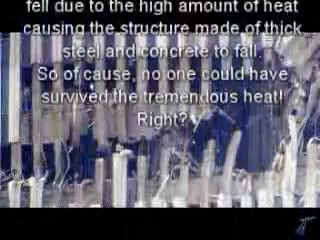 fell due to the high amount of heat
causing the structure made of thick
steel and concrete to fall.
So of cause, no one could have
survived the tremendous heat!
Right?